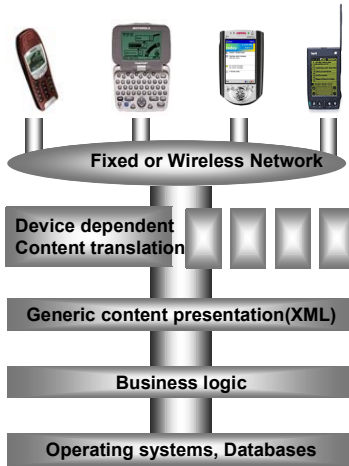 Fixed or Wireless Network
Device dependent
Content translation
Generic content presentation(XML)
Business logic
Operating systems, Databases